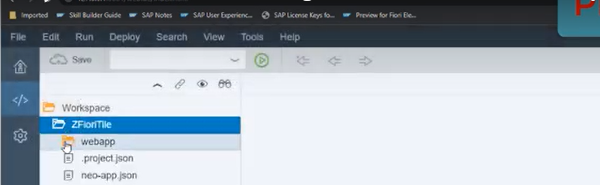 Imported Skill Builder Guide SAP Notes SAP User Experienc... SAP License Keys fo... Preview for Fiori Ele...
P
File Edit Run Deploy Search View Tools Help
Save
</>
Workspace
ZFioriTile
webapp
.project.json
neo-app.json